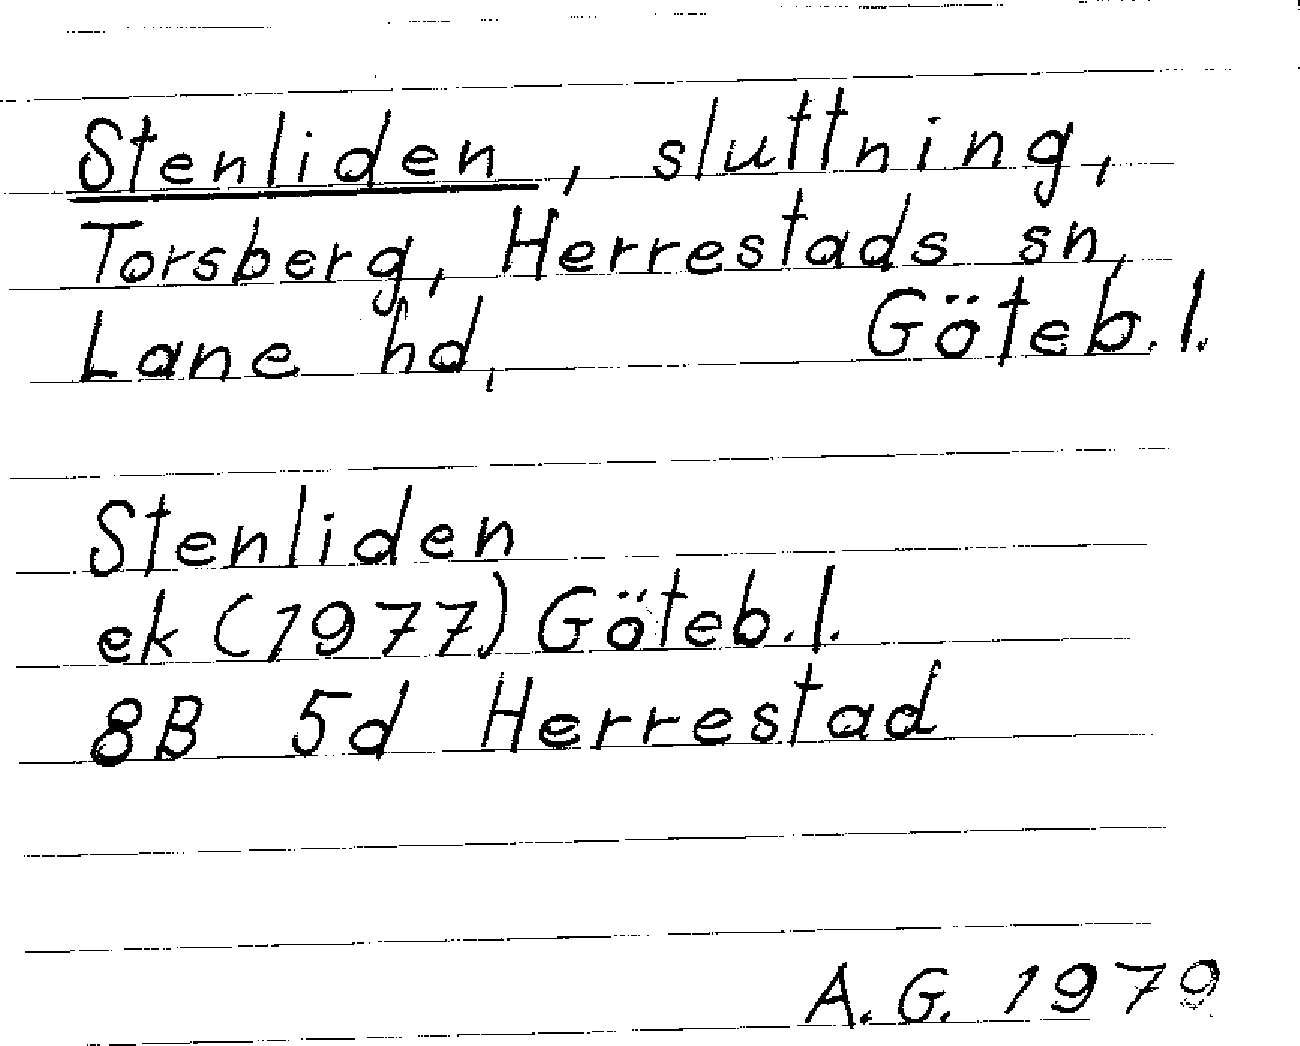 Stenliden, sluttning,
Torsberg, Herrestads sn,
Lane hd, Göteb. l.
Stenliden
ek (1977) Göteb. l.
8B 5d Herrestad
A. G. 1979